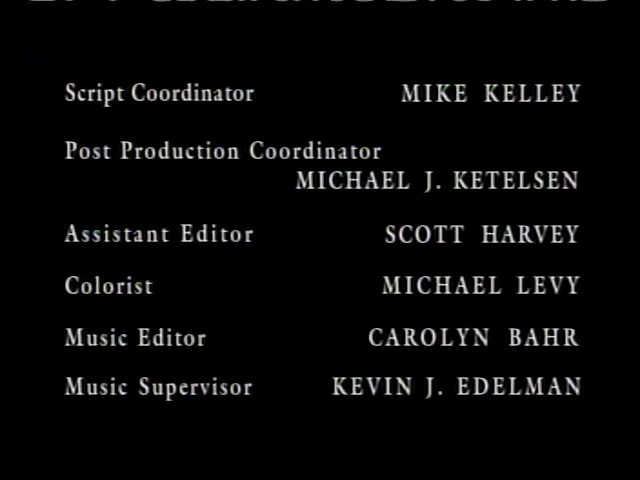 Script Coordinator MIKE KELLEY
Post Production Coordinator
MICHAEL J. KETELSEN
Assistant Editor SCOTT HARVEY
Colorist MICHAEL LEVY
Music Editor CAROLYN BAHR
Music Supervisor KEVIN J. EDELMAN